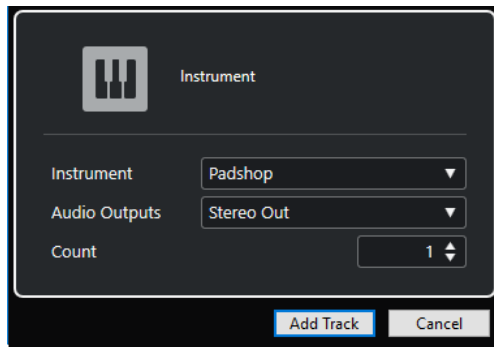 Instrument
Instrument Padshop
Audio Outputs Stereo Out
Count 1
Add Track Cancel